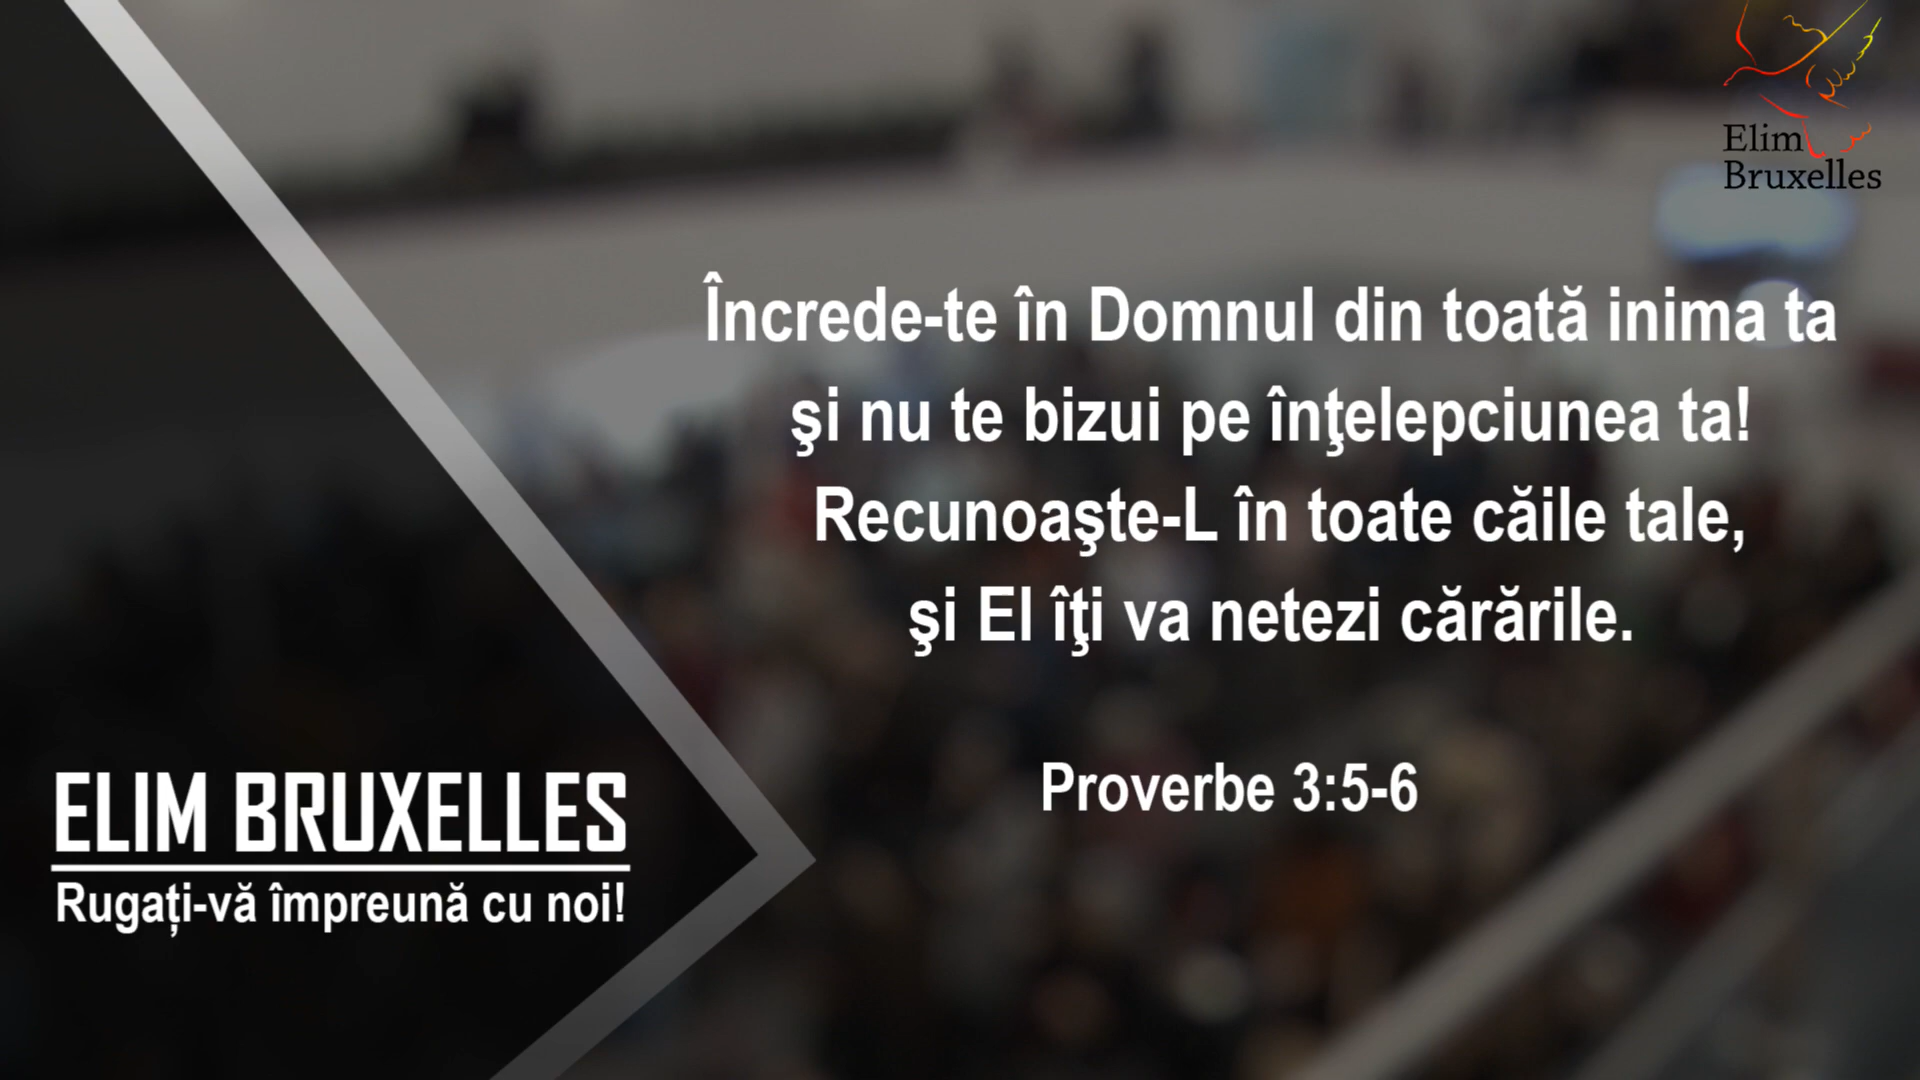 Elim
Bruxelles
Încrede-te în Domnul din toată inima ta
şi nu te bizui pe înţelepciunea ta!
Recunoaşte-L în toate căile tale,
şi El îţi va netezi cărările.
Proverbe 3:5-6
ELIM BRUXELLES
Rugați-vă împreună cu noi!